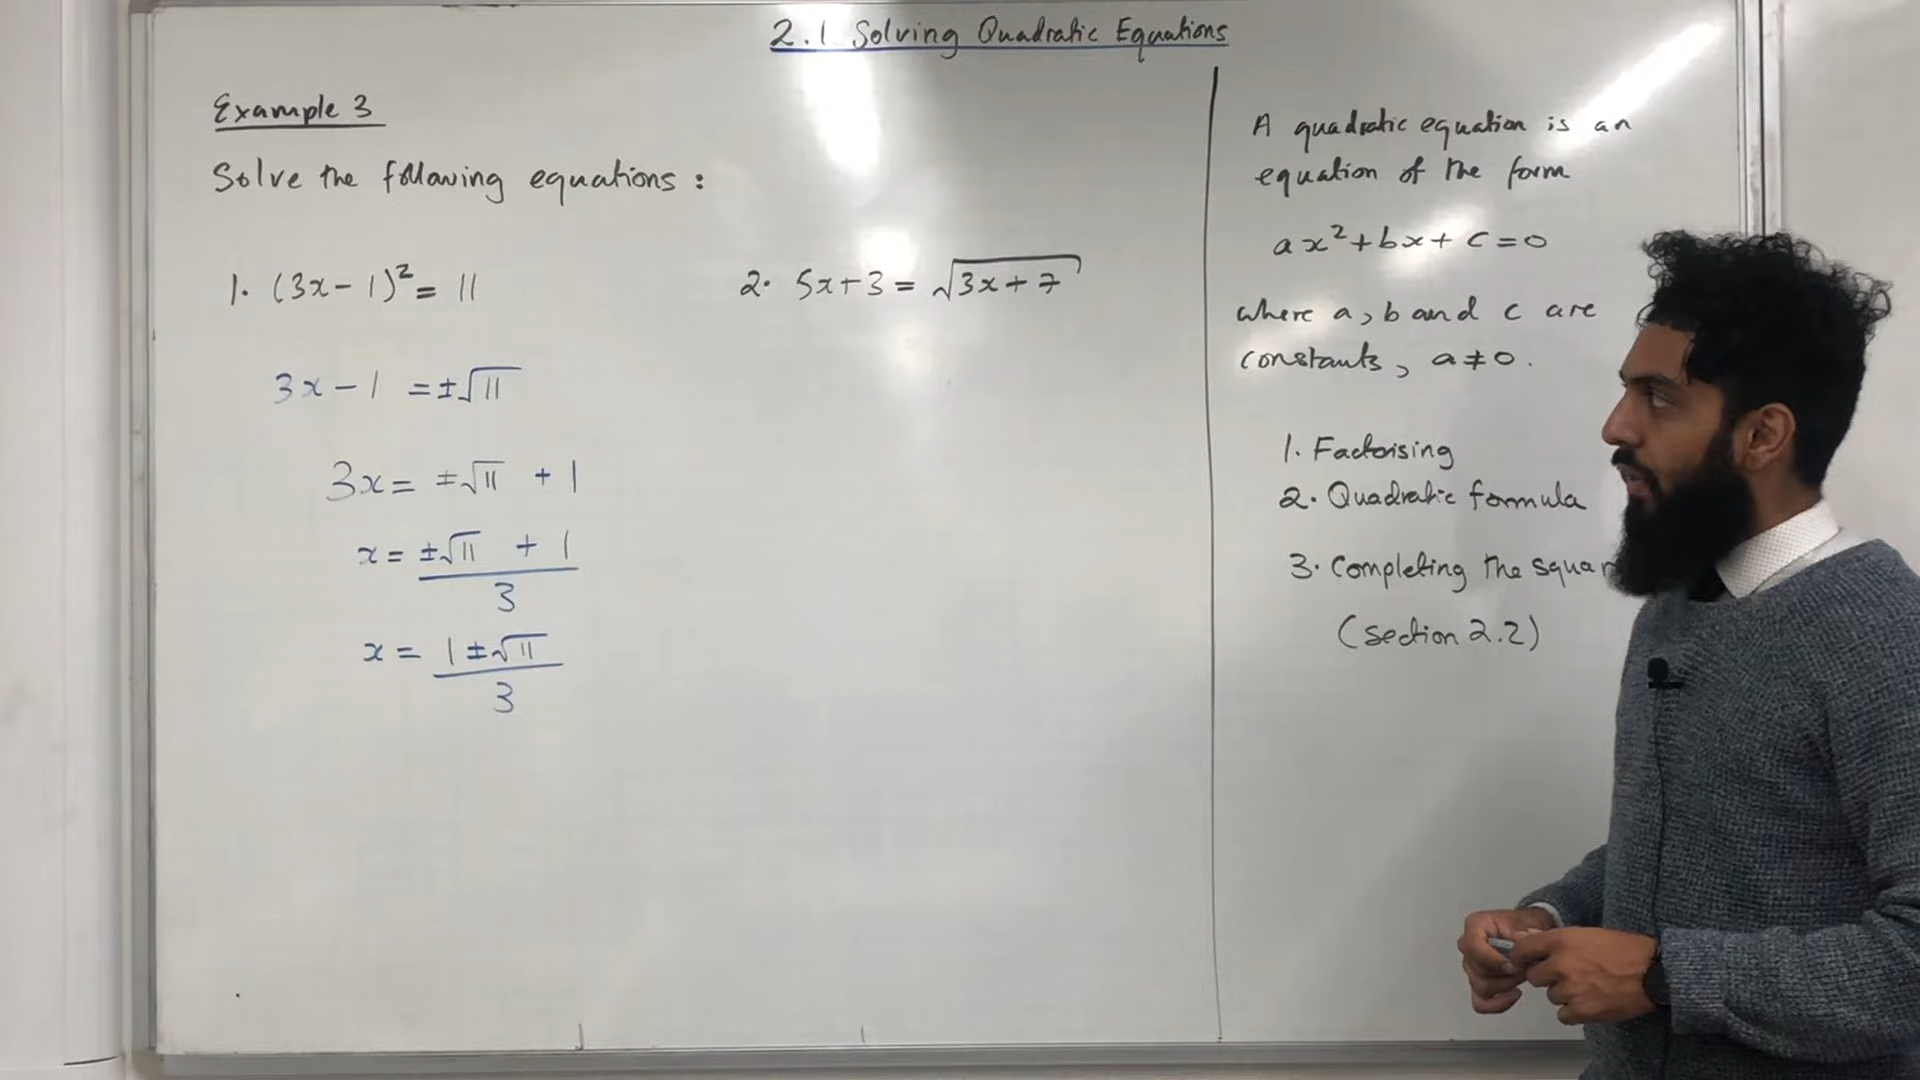 2.1 Solving Quadratic Equations
Example 3
Solve the following equations :
1. (3x-1)² = 11
3x-1 = ±√11
3x = ±√11 + 1
x = (±√11 + 1)/3
x = (1±√11)/3
2. 5x+3 = √(3x+7)
A quadratic equation is an
equation of the form
ax²+bx+c=0
where a, b and c are
constants, a≠0.
1. Factorising
2. Quadratic formula
3. Completing the squar
(Section 2.2)